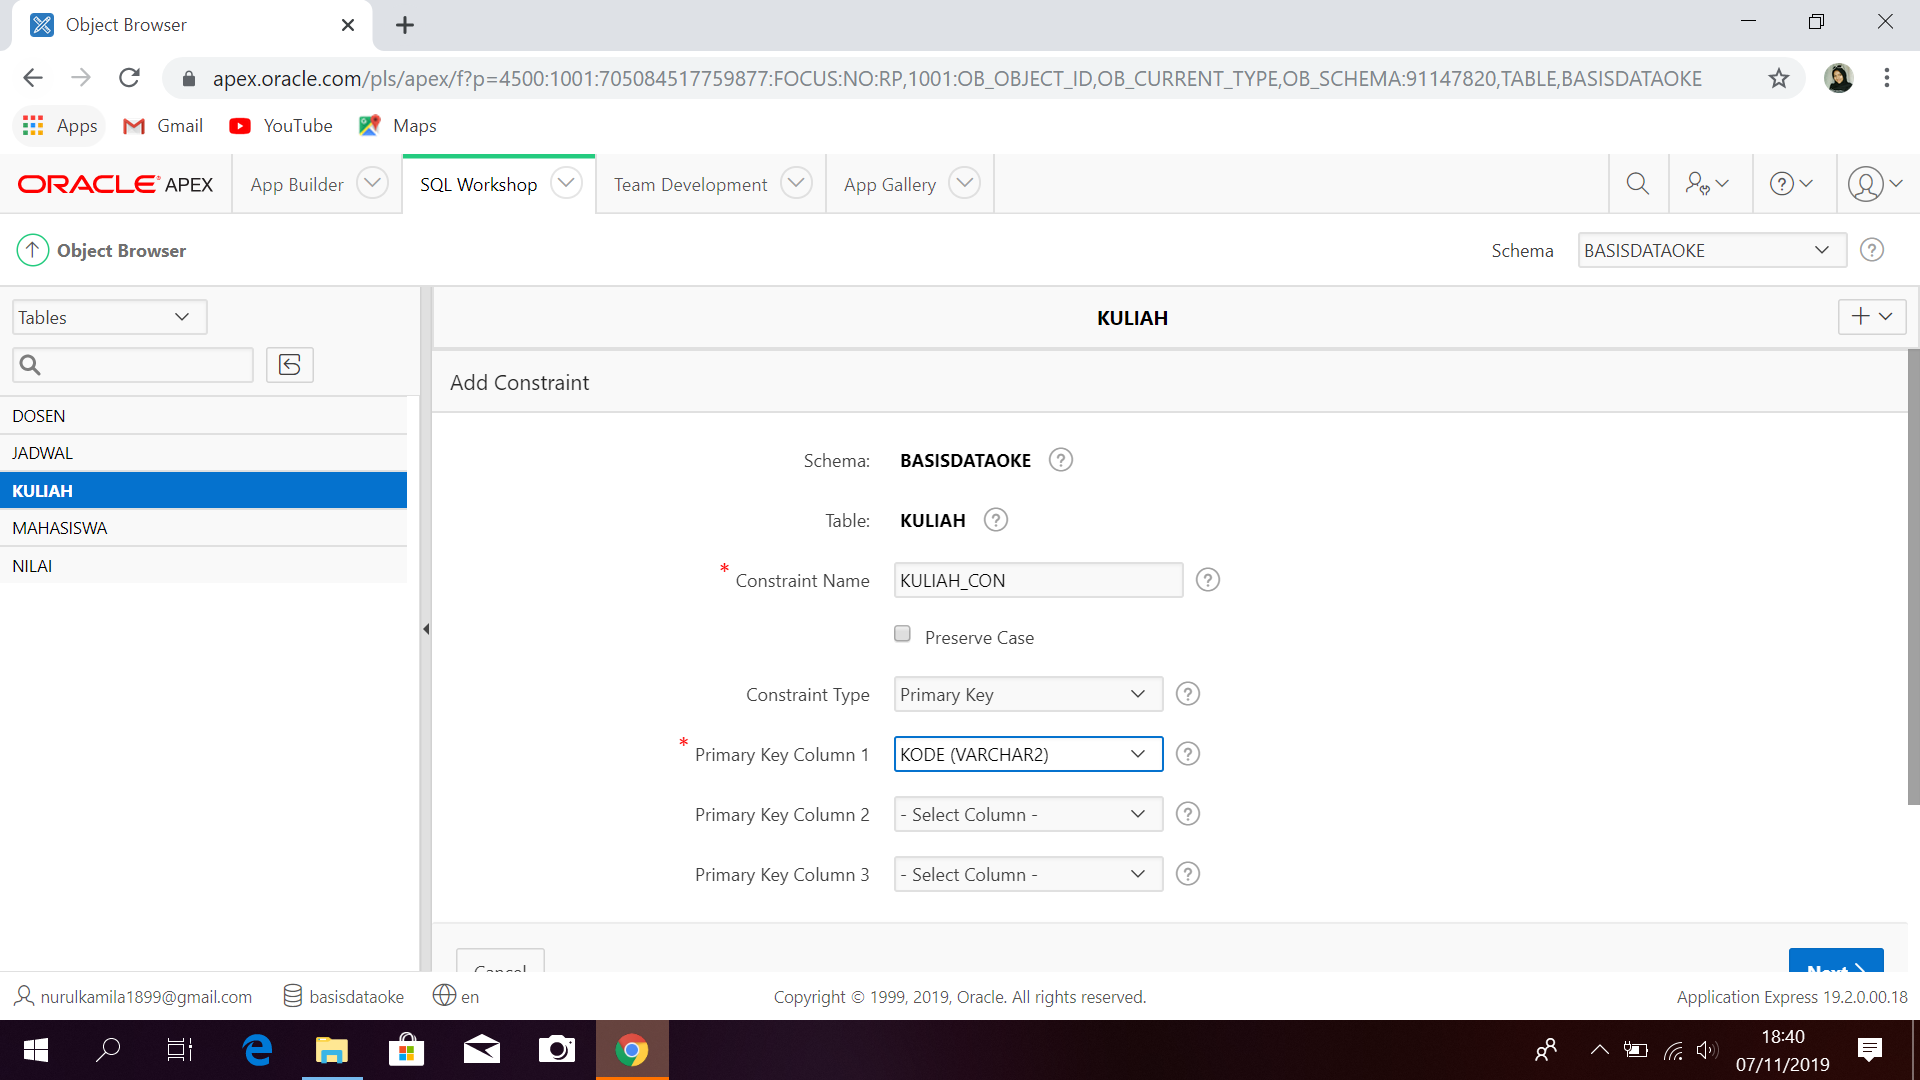 Object Browser
apex.oracle.com/pls/apex/f?p=4500:1001:705084517759877:FOCUS:NO:RP,1001:OB_OBJECT_ID,OB_CURRENT_TYPE,OB_SCHEMA:91147820,TABLE,BASISDATAOKE
Apps Gmail YouTube Maps
ORACLE APEX App Builder SQL Workshop Team Development App Gallery
Object Browser Schema BASISDATAOKE
Tables KULIAH
Add Constraint
DOSEN
JADWAL
KULIAH
MAHASISWA
NILAI
Schema: BASISDATAOKE
Table: KULIAH
* Constraint Name KULIAH_CON
Preserve Case
Constraint Type Primary Key
* Primary Key Column 1 KODE (VARCHAR2)
Primary Key Column 2 - Select Column -
Primary Key Column 3 - Select Column -
Cancel Next
nurulkamila1899@gmail.com basisdataoke en Copyright © 1999, 2019, Oracle. All rights reserved. Application Express 19.2.0.00.18
18:40
07/11/2019